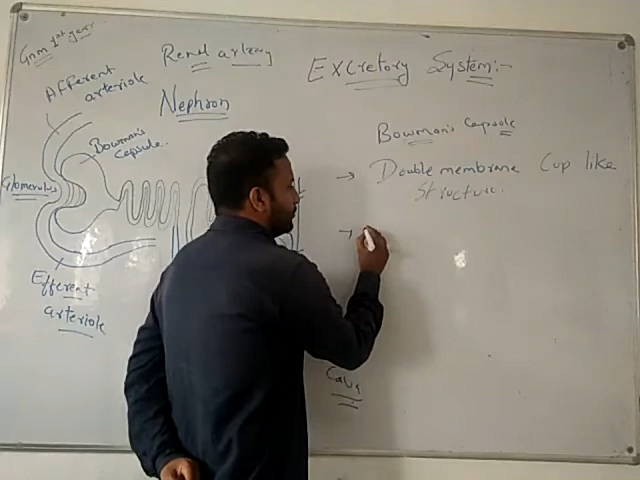 Gnm 1st year
Renal artery
Excretory System:-
Afferent
arteriole
Nephron
Bowman's
Capsule.
Bowman's Capsule
→ Double membrane Cup like
Structure.
→
Glomerulus
Efferent
arteriole